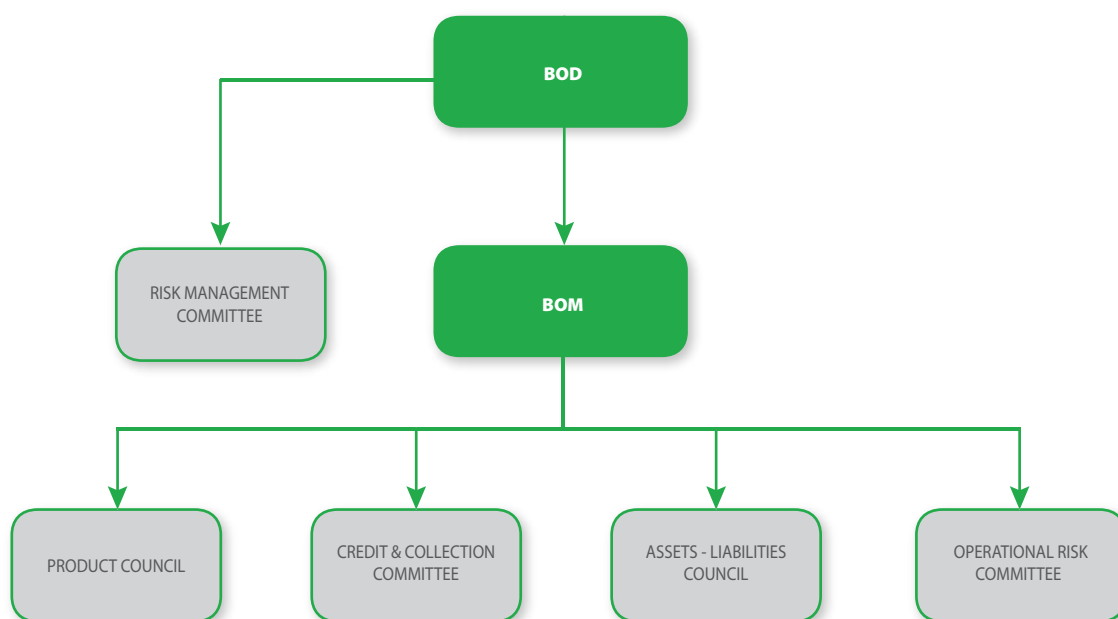 BOD
RISK MANAGEMENT
COMMITTEE
BOM
PRODUCT COUNCIL
CREDIT & COLLECTION
COMMITTEE
ASSETS - LIABILITIES
COUNCIL
OPERATIONAL RISK
COMMITTEE